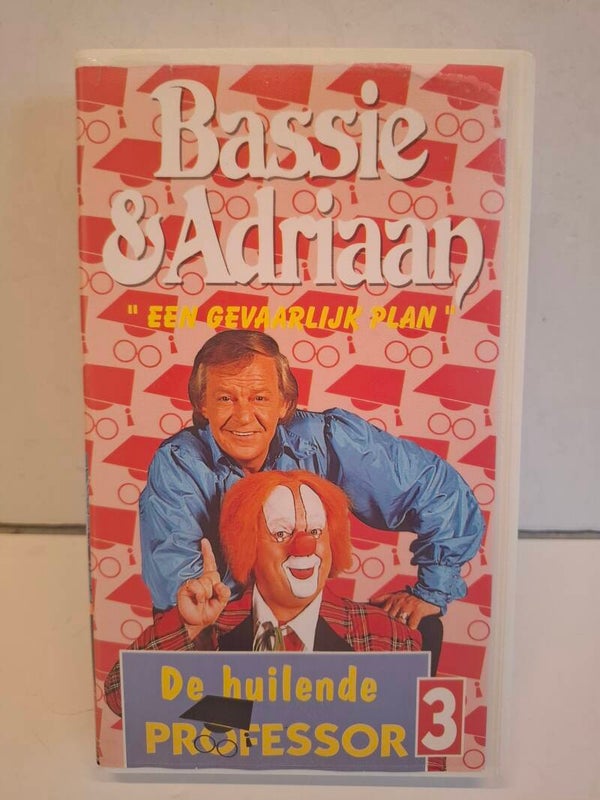 Bassie
& Adriaan
" EEN GEVAARLIJK PLAN "
De huilende
PROFESSOR
3